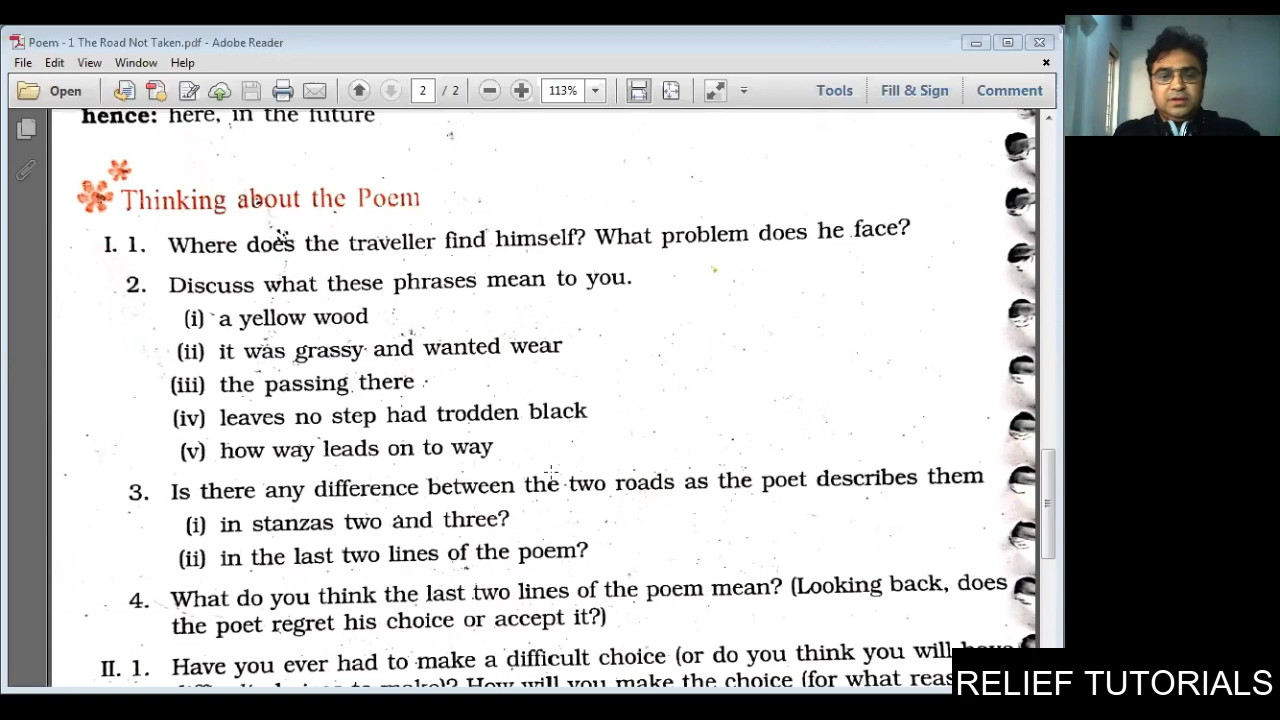 Poem - 1 The Road Not Taken.pdf - Adobe Reader
File Edit View Window Help
Open 2 / 2 113% Tools Fill & Sign Comment
hence: here, in the future
Thinking about the Poem
I. 1. Where does the traveller find himself? What problem does he face?
2. Discuss what these phrases mean to you.
(i) a yellow wood
(ii) it was grassy and wanted wear
(iii) the passing there
(iv) leaves no step had trodden black
(v) how way leads on to way
3. Is there any difference between the two roads as the poet describes them
(i) in stanzas two and three?
(ii) in the last two lines of the poem?
4. What do you think the last two lines of the poem mean? (Looking back, does
the poet regret his choice or accept it?)
II. 1. Have you ever had to make a difficult choice (or do you think you will have
make the choice (for what
RELIEF TUTORIALS